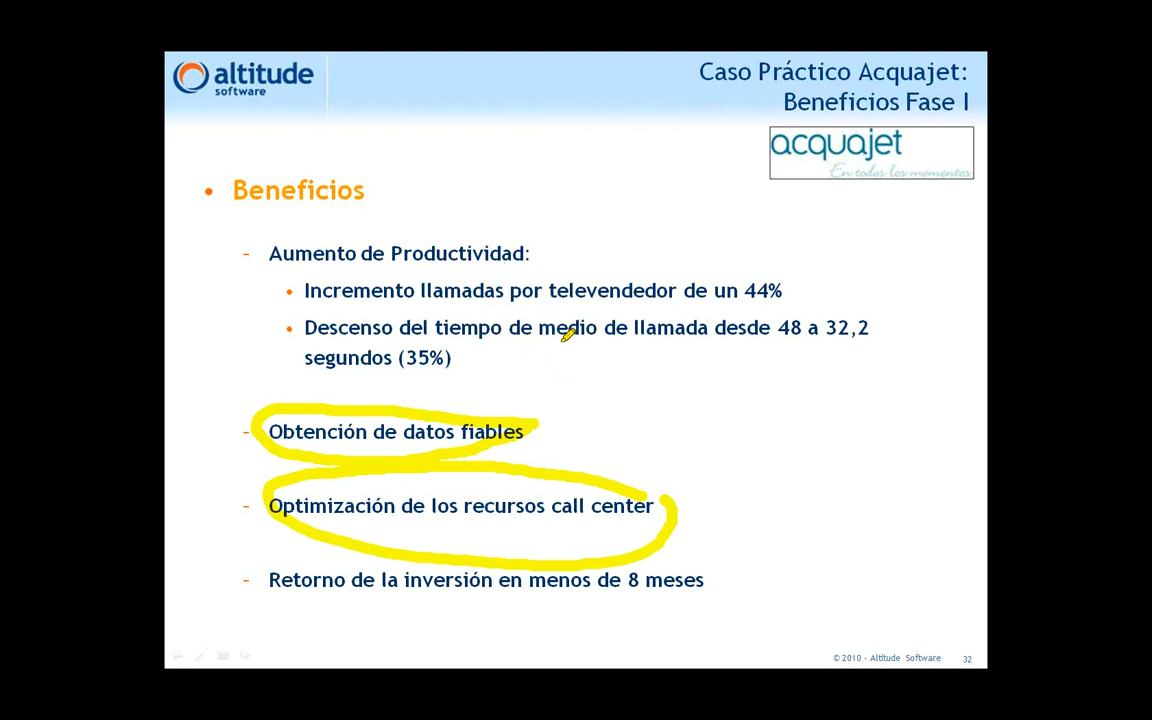 altitude
software
Caso Práctico Acquajet:
Beneficios Fase I
acquajet
En todos los momentos
• Beneficios
– Aumento de Productividad:
• Incremento llamadas por televendedor de un 44%
• Descenso del tiempo de medio de llamada desde 48 a 32,2
segundos (35%)
– Obtención de datos fiables
– Optimización de los recursos call center
– Retorno de la inversión en menos de 8 meses
© 2010 - Altitude Software
32